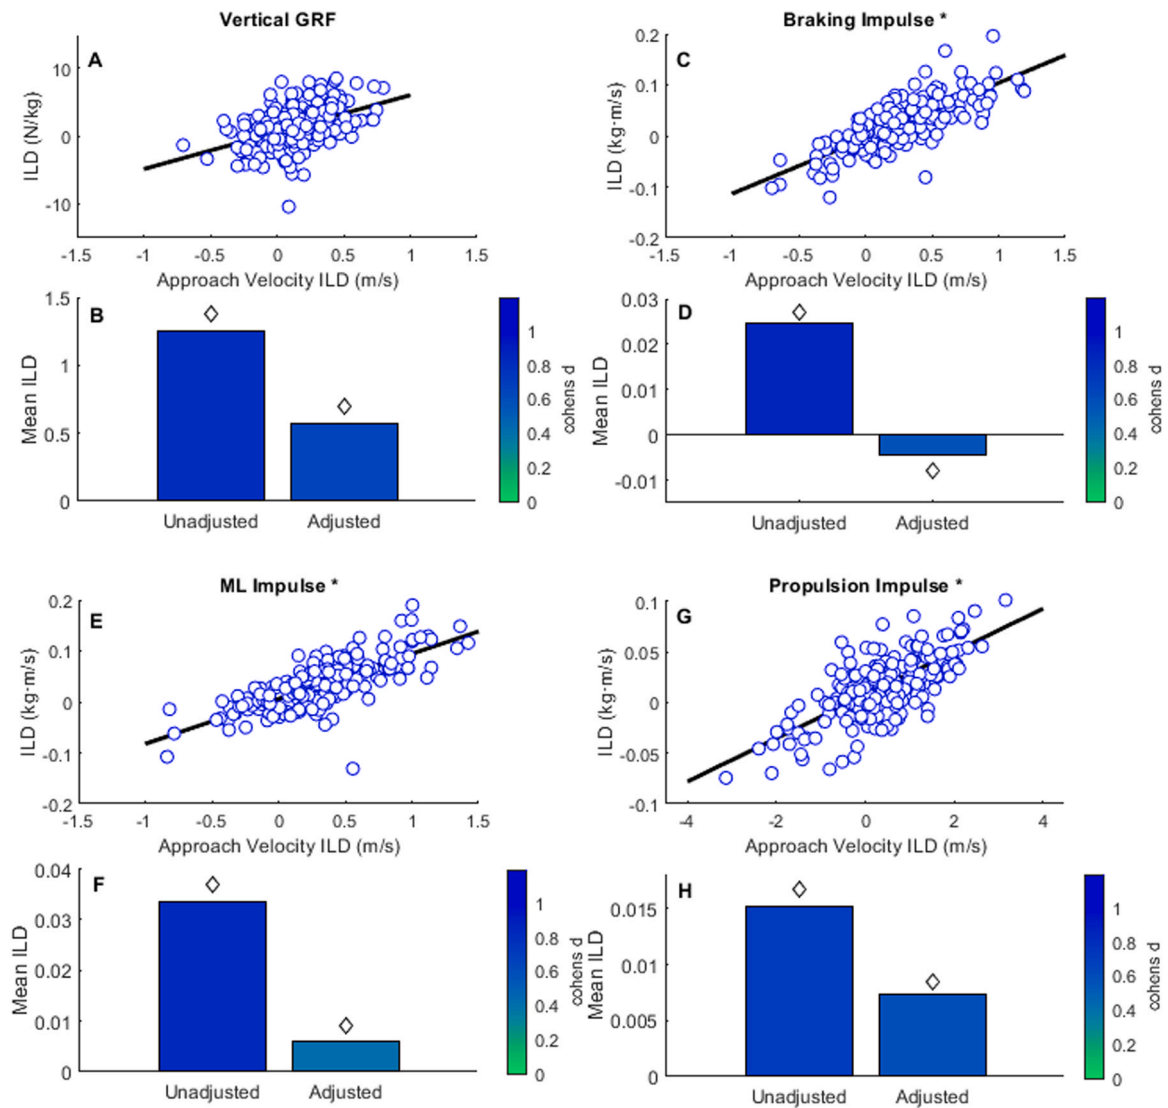 Vertical GRF
A
ILD (N/kg)
10
0
-10
-1.5 -1 -0.5 0 0.5 1 1.5
Approach Velocity ILD (m/s)
Braking Impulse *
C
ILD (kg·m/s)
0.2
0.1
0
-0.1
-0.2
-1 -0.5 0 0.5 1 1.5
Approach Velocity ILD (m/s)
B
Mean ILD
1.5
1
0.5
0
Unadjusted Adjusted
1
0.8
0.6
0.4
0.2
0
cohens d
D
Mean ILD
0.03
0.02
0.01
0
-0.01
Unadjusted Adjusted
1
0.8
0.6
0.4
0.2
0
cohens d
ML Impulse *
E
ILD (kg·m/s)
0.2
0.1
0
-0.1
-0.2
-1.5 -1 -0.5 0 0.5 1 1.5
Approach Velocity ILD (m/s)
Propulsion Impulse *
G
ILD (kg·m/s)
0.1
0.05
0
-0.05
-0.1
-4 -2 0 2 4
Approach Velocity ILD (m/s)
F
Mean ILD
0.04
0.03
0.02
0.01
0
Unadjusted Adjusted
1
0.8
0.6
0.4
0.2
0
cohens d
H
Mean ILD
0.015
0.01
0.005
0
Unadjusted Adjusted
1
0.8
0.6
0.4
0.2
0
cohens d